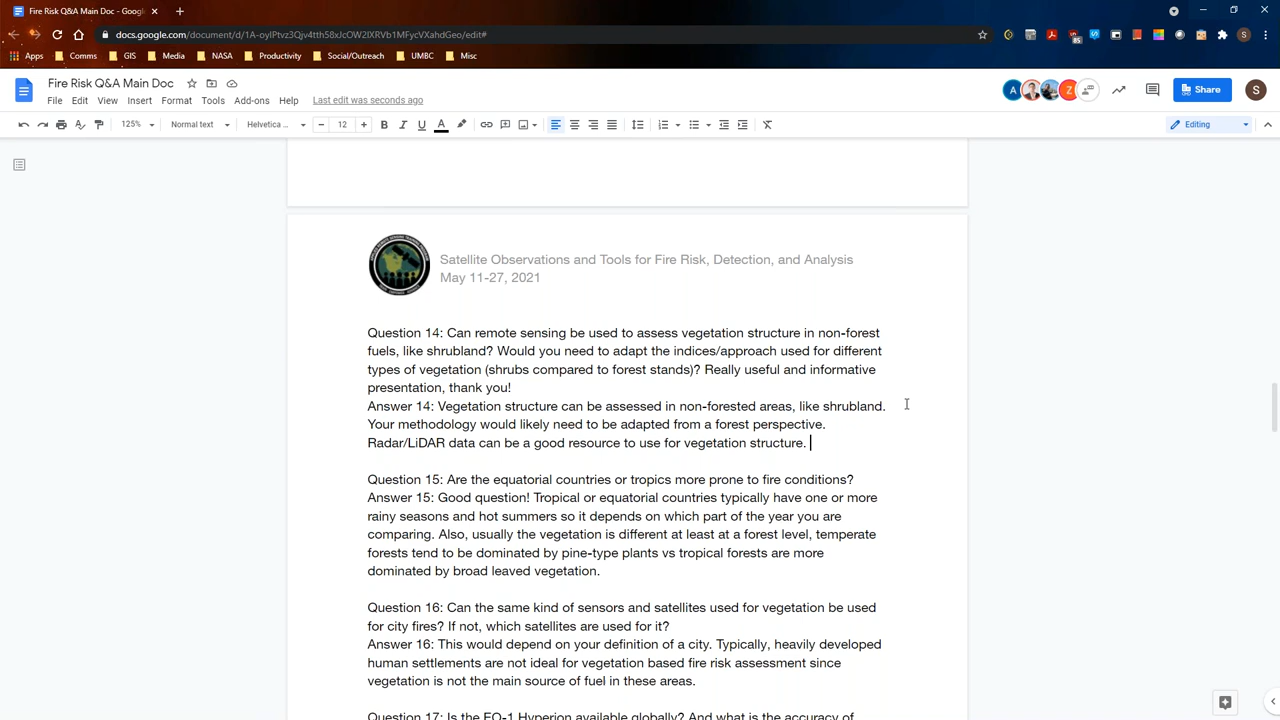 Fire Risk Q&A Main Doc - Googl
docs.google.com/document/d/1A-oylPtvz3Qjv4tth58xJcOW2IXRVb1MFycVXahdGeo/edit#
Apps Comms GIS Media NASA Productivity Social/Outreach UMBC Misc
Fire Risk Q&A Main Doc
File Edit View Insert Format Tools Add-ons Help Last edit was seconds ago
A Z Share S
125% Normal text Helvetica ... 12 B I U A Editing
Satellite Observations and Tools for Fire Risk, Detection, and Analysis
May 11-27, 2021
Question 14: Can remote sensing be used to assess vegetation structure in non-forest
fuels, like shrubland? Would you need to adapt the indices/approach used for different
types of vegetation (shrubs compared to forest stands)? Really useful and informative
presentation, thank you!
Answer 14: Vegetation structure can be assessed in non-forested areas, like shrubland.
Your methodology would likely need to be adapted from a forest perspective.
Radar/LiDAR data can be a good resource to use for vegetation structure.
Question 15: Are the equatorial countries or tropics more prone to fire conditions?
Answer 15: Good question! Tropical or equatorial countries typically have one or more
rainy seasons and hot summers so it depends on which part of the year you are
comparing. Also, usually the vegetation is different at least at a forest level, temperate
forests tend to be dominated by pine-type plants vs tropical forests are more
dominated by broad leaved vegetation.
Question 16: Can the same kind of sensors and satellites used for vegetation be used
for city fires? If not, which satellites are used for it?
Answer 16: This would depend on your definition of a city. Typically, heavily developed
human settlements are not ideal for vegetation based fire risk assessment since
vegetation is not the main source of fuel in these areas.
Question 17: Is the EO-1 Hyperion available globally? And what is the accuracy of